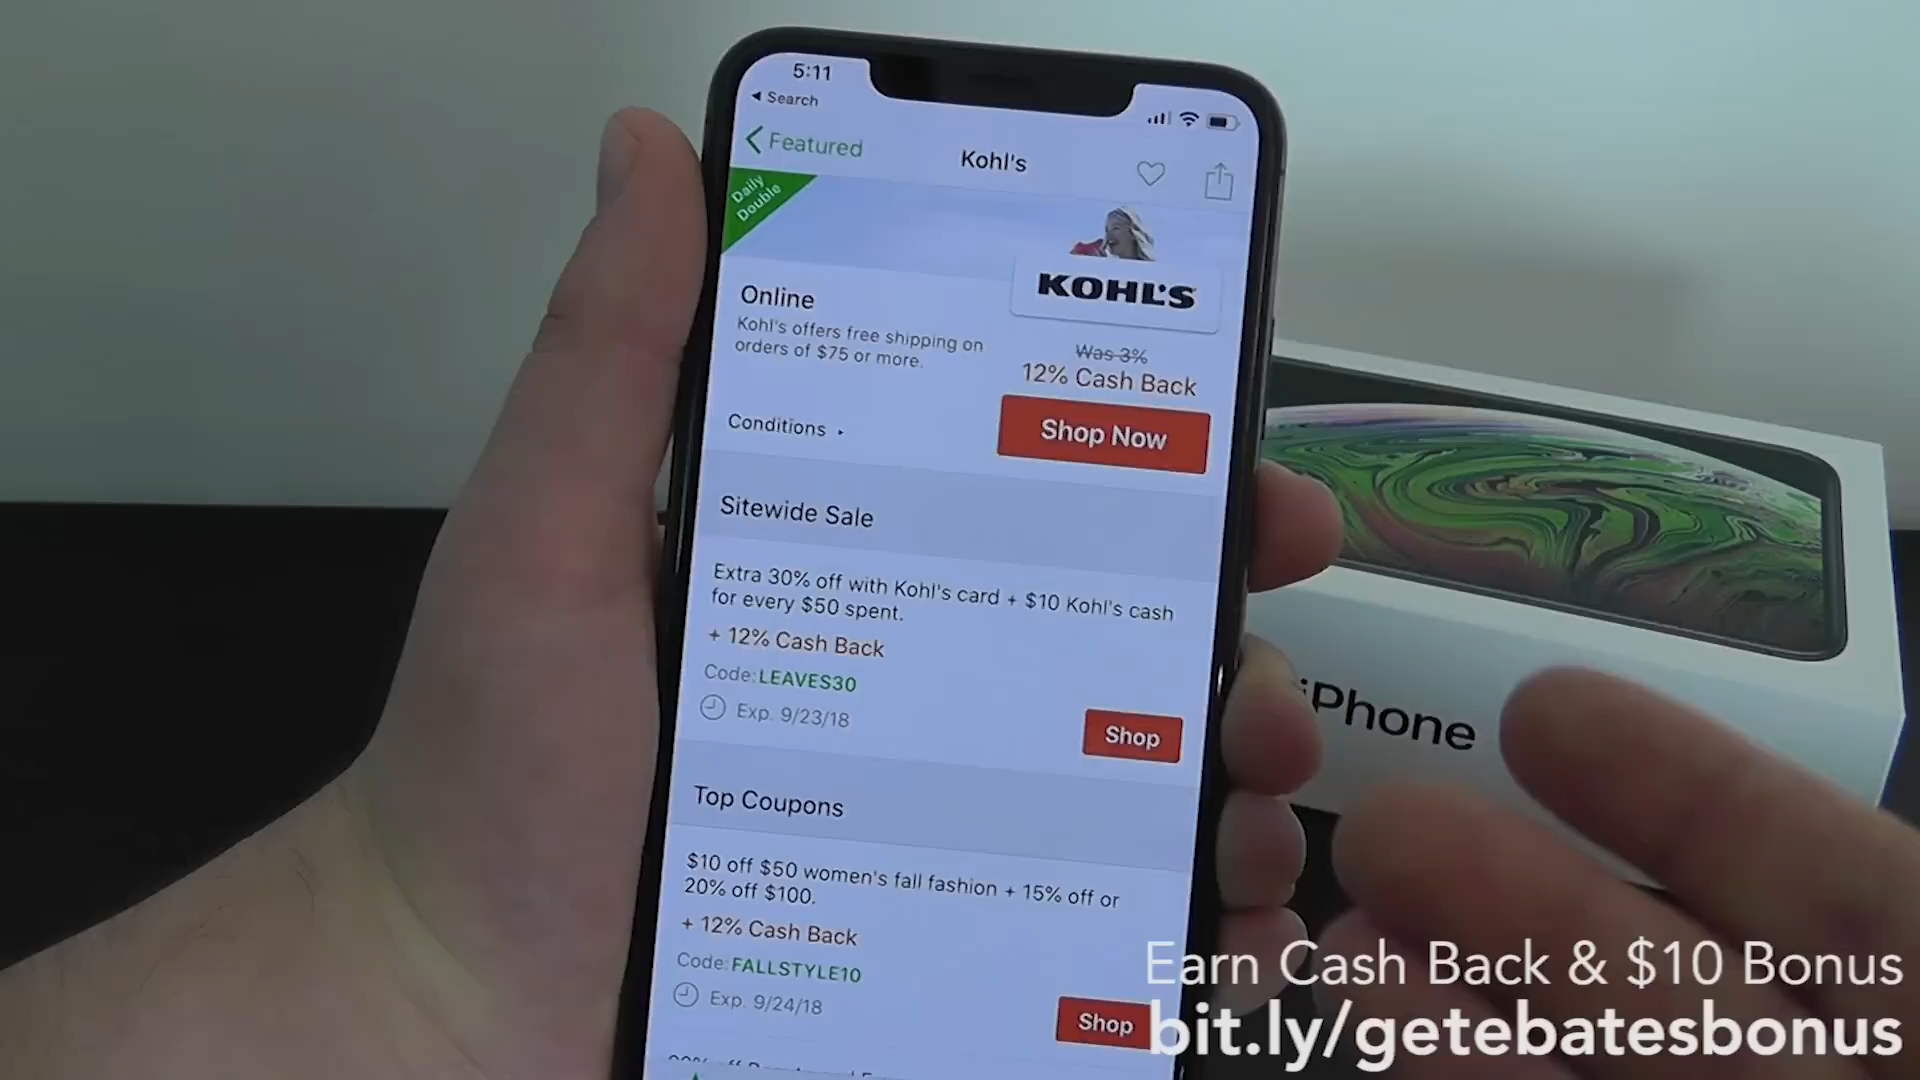 5:11
Search
Featured
Kohl's
Daily
Double
KOHL'S
Online
Kohl's offers free shipping on
orders of $75 or more.
Was 3%
12% Cash Back
Conditions
Shop Now
Sitewide Sale
Extra 30% off with Kohl's card + $10 Kohl's cash
for every $50 spent.
+ 12% Cash Back
Code:LEAVES30
Exp. 9/23/18
Shop
Top Coupons
$10 off $50 women's fall fashion + 15% off or
20% off $100.
+ 12% Cash Back
Code:FALLSTYLE10
Exp. 9/24/18
Shop
iPhone
Earn Cash Back & $10 Bonus
bit.ly/getebatesbonus